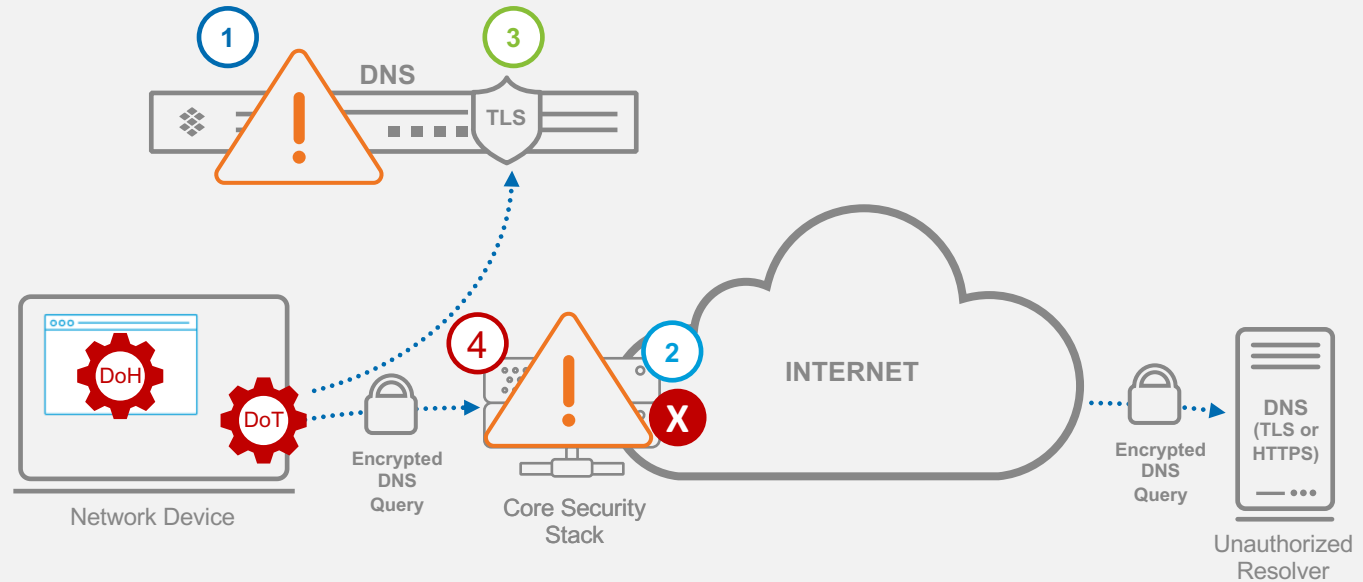 1
3
DNS
TLS
4
2
X
INTERNET
DoH
DoT
Encrypted
DNS
Query
Network Device
Core Security
Stack
Encrypted
DNS
Query
DNS
(TLS or
HTTPS)
Unauthorized
Resolver